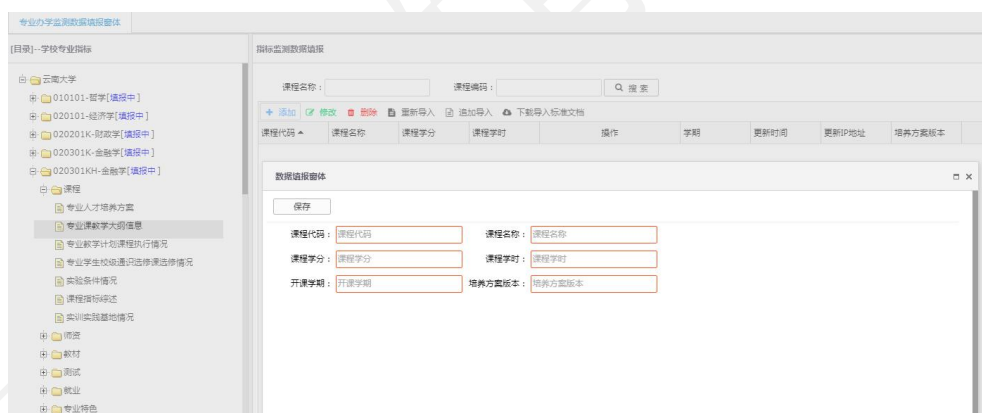 专业办学监测数据填报窗体
[目录]--学校专业指标
云南大学
010101-哲学[填报中]
020101-经济学[填报中]
020201K-财政学[填报中]
020301K-金融学[填报中]
020301KH-金融学[填报中]
课程
专业人才培养方案
专业课教学大纲信息
专业教学计划课程执行情况
专业学生校级通识选修课选修情况
实验条件情况
课程指标综述
实训实践基地情况
师资
教材
测试
就业
专业特色
指标监测数据填报
课程名称： 课程编码： 搜索
添加 修改 删除 重新导入 追加导入 下载导入标准文档
课程代码 课程名称 课程学分 课程学时 操作 学期 更新时间 更新IP地址 培养方案版本
数据填报窗体
保存
课程代码： 课程代码 课程名称： 课程名称
课程学分： 课程学分 课程学时： 课程学时
开课学期： 开课学期 培养方案版本： 培养方案版本